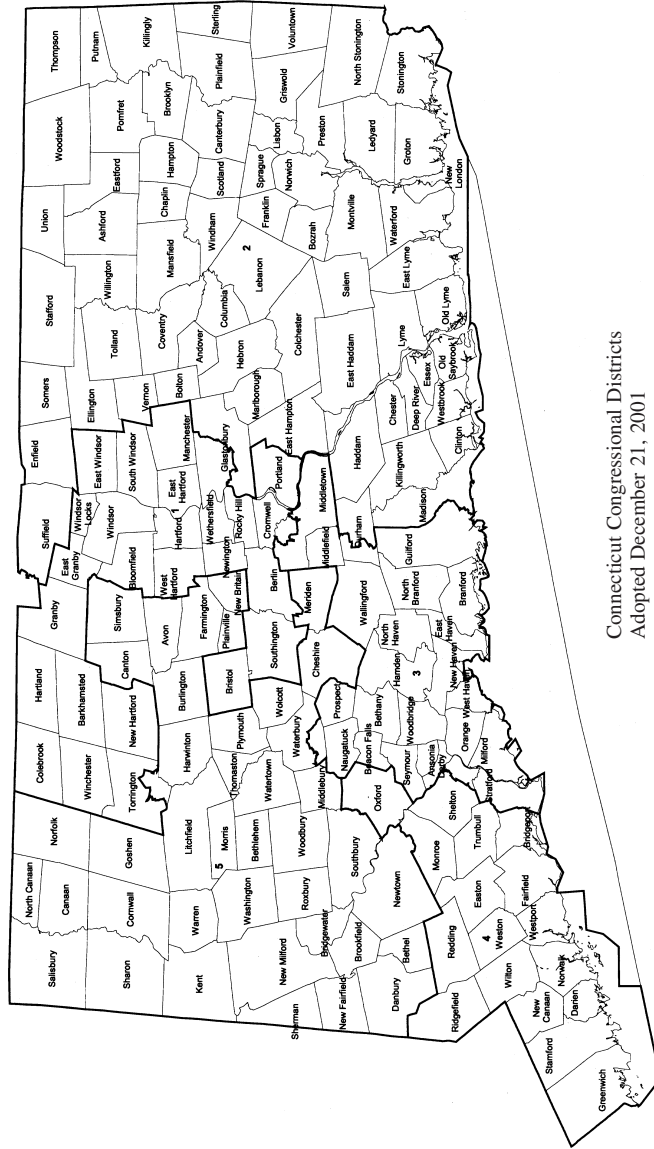 Thompson
Putnam
Killingly
Sterling
Voluntown
North Stonington
Stonington
Woodstock
Pomfret
Brooklyn
Plainfield
Griswold
Eastford
Hampton
Canterbury
Lisbon
Preston
Ledyard
Groton
Union
Ashford
Chaplin
Scotland
Sprague
Norwich
New
London
Stafford
Willington
Mansfield
Windham
Franklin
Bozrah
Montville
Waterford
2
Lebanon
East Lyme
Tolland
Coventry
Columbia
Salem
Andover
Hebron
Colchester
Lyme
Old Lyme
Somers
Ellington
Vernon
Bolton
Marlborough
East Haddam
Essex
Old
Saybrook
Chester
Deep River
Westbrook
Enfield
East Windsor
South Windsor
Manchester
Glastonbury
East Hampton
Haddam
Killingworth
Clinton
East
Hartford
Portland
Middletown
Madison
Suffield
Windsor
Locks
Windsor
1
Hartford
Wethersfield
Rocky Hill
Cromwell
Middlefield
Durham
East
Granby
Bloomfield
West
Hartford
Newington
Berlin
Guilford
Granby
Simsbury
Avon
Farmington
New Britain
Plainville
Meriden
Wallingford
North
Branford
Branford
Hartland
Barkhamsted
Canton
New Hartford
Burlington
Bristol
Southington
Cheshire
North
Haven
East
Haven
Hamden
3
New Haven
Colebrook
Winchester
Torrington
Harwinton
Plymouth
Wolcott
Waterbury
Prospect
Bethany
Woodbridge
West Haven
Orange
Naugatuck
Beacon Falls
Seymour
Ansonia
Derby
Milford
Norfolk
Goshen
Litchfield
Thomaston
Watertown
Middlebury
Oxford
Shelton
Stratford
North Canaan
Canaan
Cornwall
5
Morris
Bethlehem
Woodbury
Southbury
Monroe
Trumbull
Bridgeport
Salisbury
Sharon
Warren
Washington
Roxbury
Newtown
Easton
Fairfield
Kent
New Milford
Bridgewater
Brookfield
Bethel
Redding
4
Weston
Westport
Sherman
New Fairfield
Danbury
Ridgefield
Wilton
Norwalk
New
Canaan
Darien
Stamford
Greenwich
Connecticut Congressional Districts
Adopted December 21, 2001